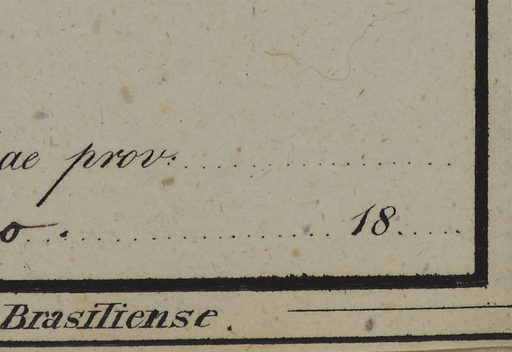 ae prov.
o. 18
Brasiliense.